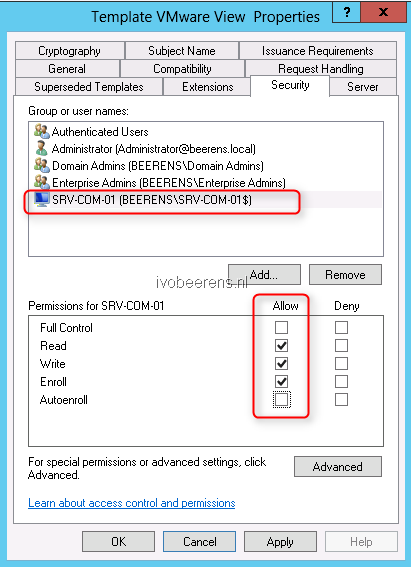 Template VMware View Properties
?
x
Cryptography
Subject Name
Issuance Requirements
General
Compatibility
Request Handling
Superseded Templates
Extensions
Security
Server
Group or user names:
Authenticated Users
Administrator (Administrator@beerens.local)
Domain Admins (BEERENS\Domain Admins)
Enterprise Admins (BEERENS\Enterprise Admins)
SRV-COM-01 (BEERENS\SRV-COM-01$)
Add...
Remove
ivobeerens.nl
Permissions for SRV-COM-01
Allow
Deny
Full Control
Read
Write
Enroll
Autoenroll
For special permissions or advanced settings, click
Advanced.
Advanced
Learn about access control and permissions
OK
Cancel
Apply
Help